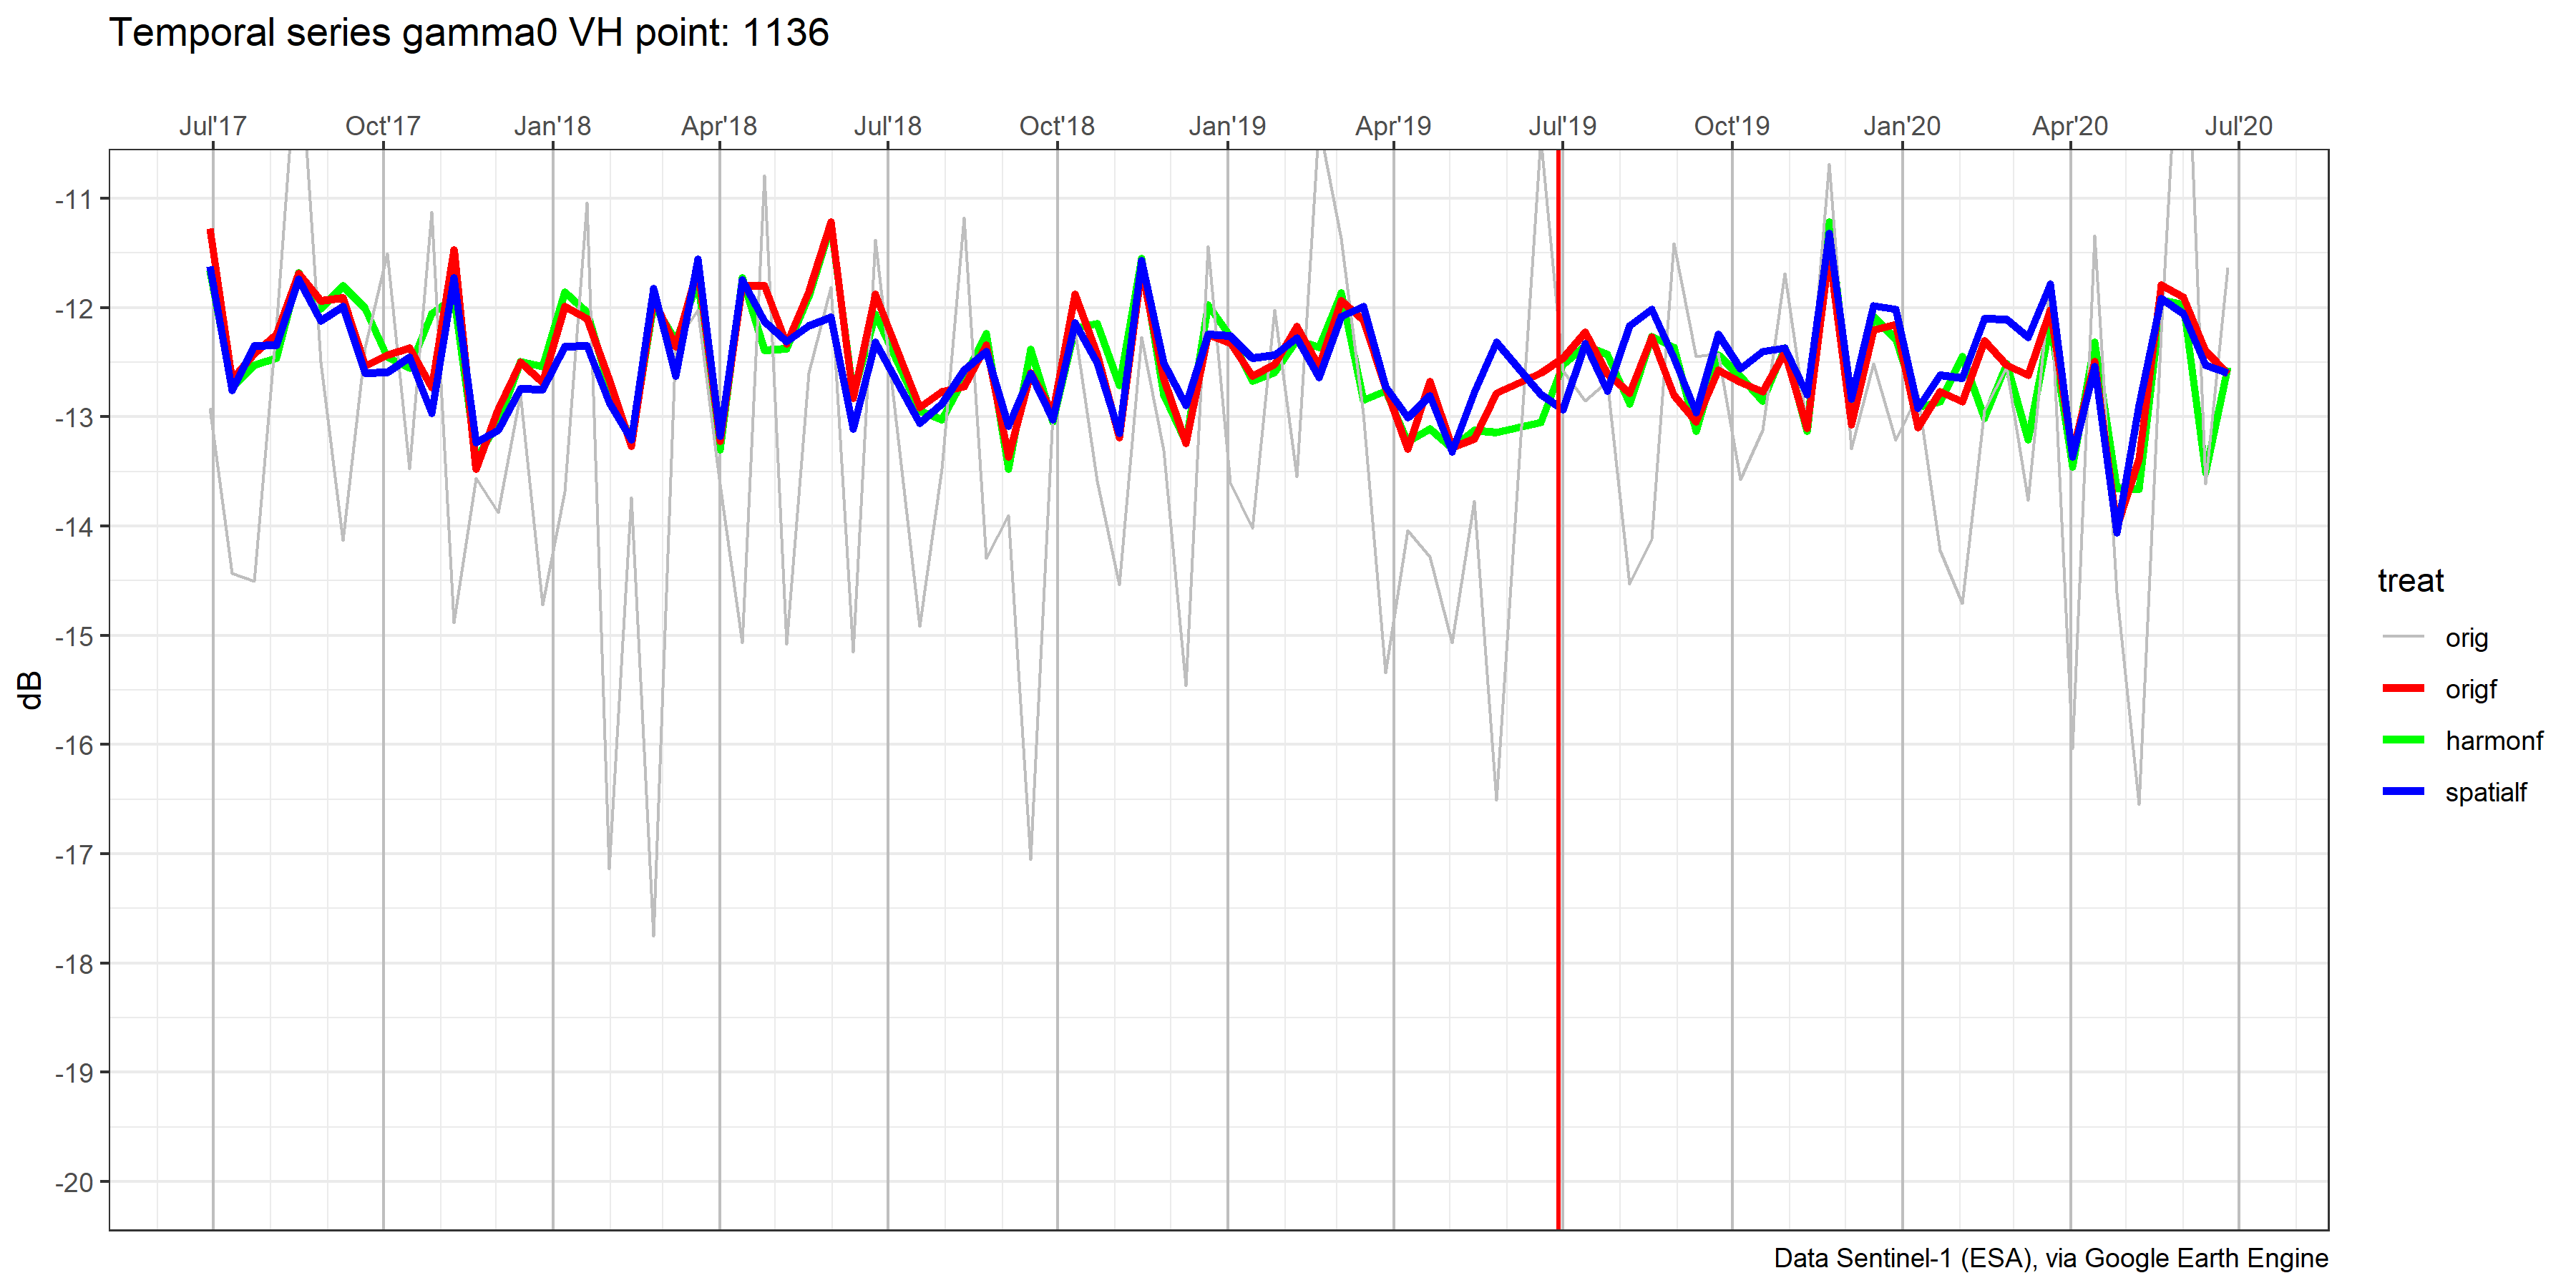 Temporal series gamma0 VH point: 1136
Jul'17 Oct'17 Jan'18 Apr'18 Jul'18 Oct'18 Jan'19 Apr'19 Jul'19 Oct'19 Jan'20 Apr'20 Jul'20
-11
-12
-13
-14
-15
-16
-17
-18
-19
-20
dB
treat
orig
origf
harmonf
spatialf
Data Sentinel-1 (ESA), via Google Earth Engine